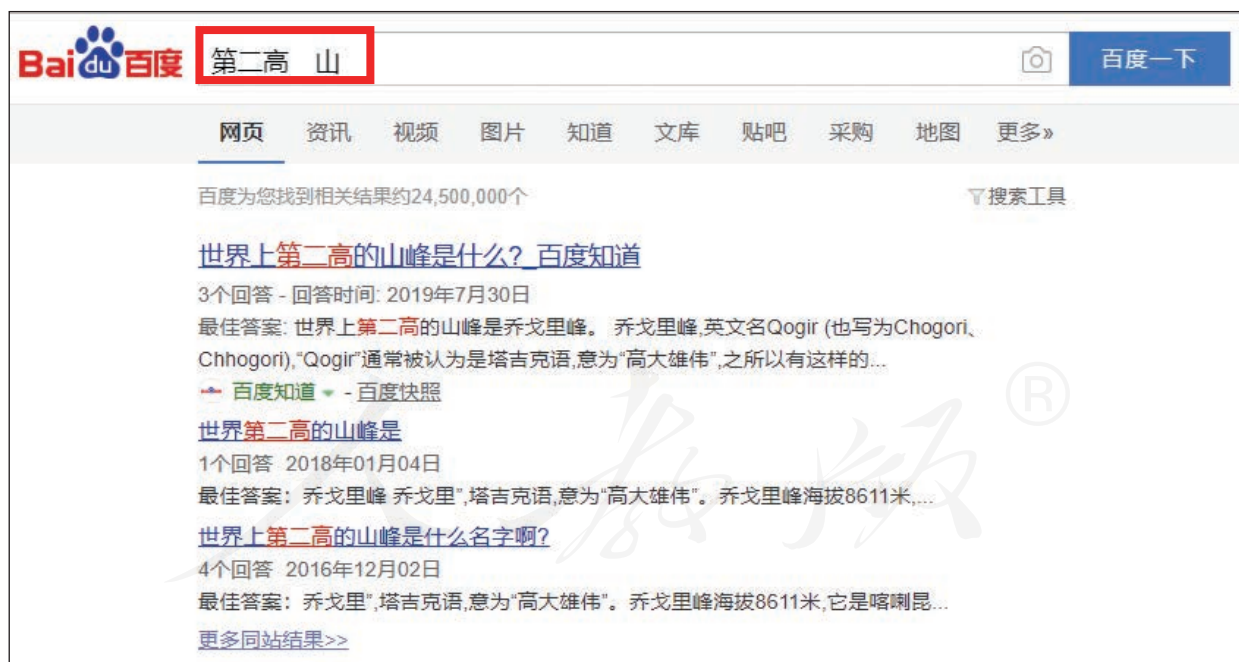 Bai du 百度 第二高 山 百度一下
网页 资讯 视频 图片 知道 文库 贴吧 采购 地图 更多»
百度为您找到相关结果约24,500,000个 搜索工具
世界上第二高的山峰是什么?_百度知道
3个回答 - 回答时间: 2019年7月30日
最佳答案: 世界上第二高的山峰是乔戈里峰。 乔戈里峰,英文名Qogir (也写为Chogori、
Chhogori),“Qogir”通常被认为是塔吉克语,意为“高大雄伟”,之所以有这样的...
百度知道 - 百度快照
世界第二高的山峰是
1个回答 2018年01月04日
最佳答案：乔戈里峰 乔戈里”,塔吉克语,意为“高大雄伟”。乔戈里峰海拔8611米,...
世界上第二高的山峰是什么名字啊?
4个回答 2016年12月02日
最佳答案：乔戈里”,塔吉克语,意为“高大雄伟”。乔戈里峰海拔8611米,它是喀喇昆...
更多同站结果>>
人教版®